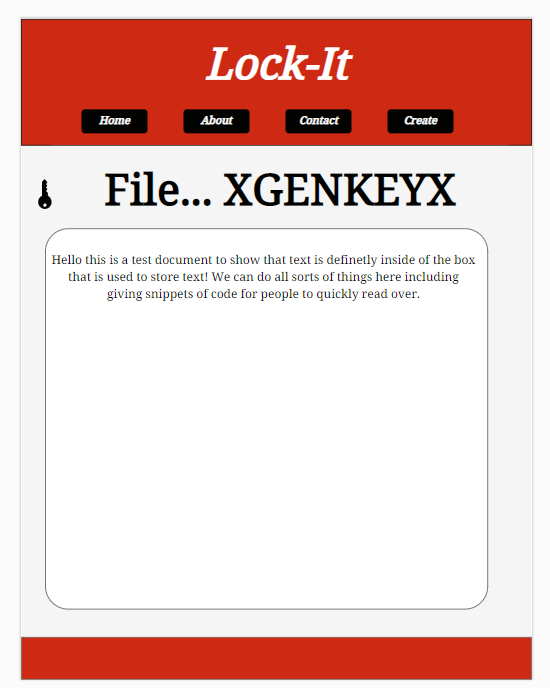 Lock-It
Home About Contact Create
File... XGENKEYX
Hello this is a test document to show that text is definetly inside of the box
that is used to store text! We can do all sorts of things here including
giving snippets of code for people to quickly read over.